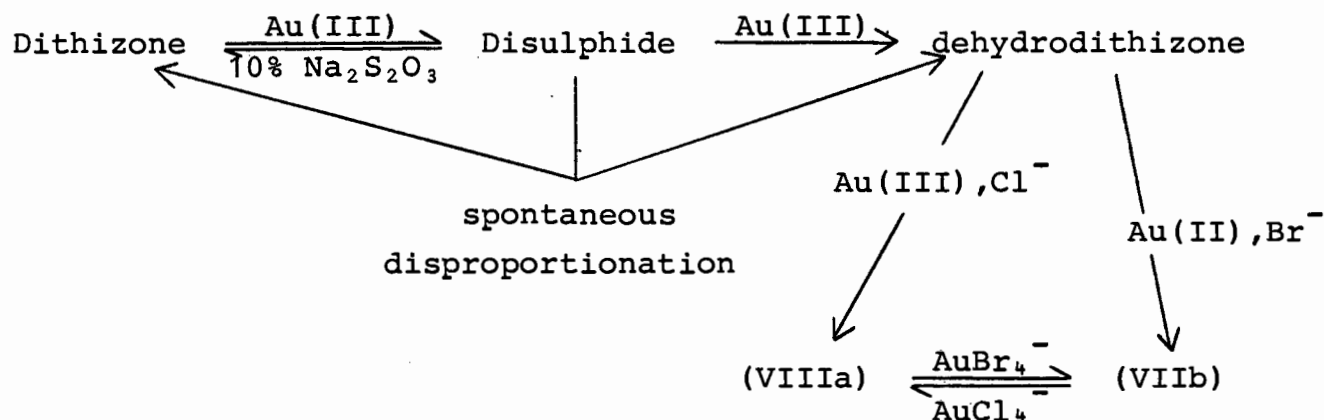 Au(III) Au(III)
Dithizone Disulphide dehydrodithizone
10% Na₂S₂O₃
Au(III),Cl⁻
spontaneous
Au(II),Br⁻
disproportionation
AuBr₄⁻
(VIIIa) (VIIb)
AuCl₄⁻